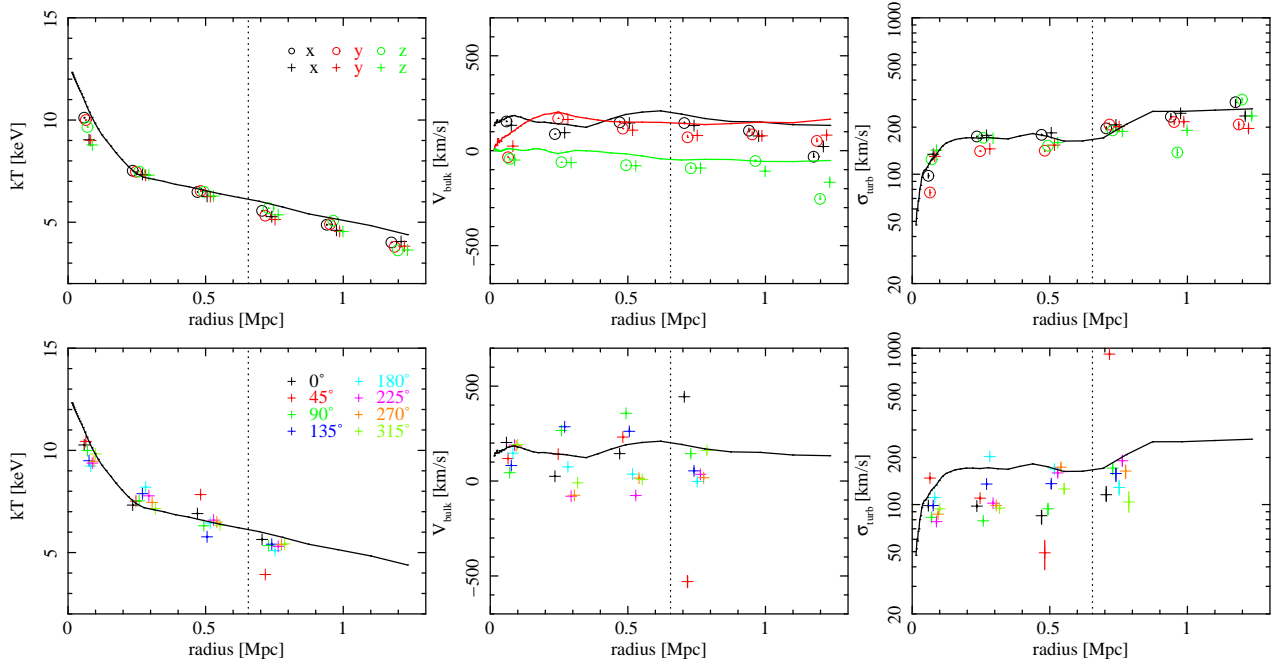 15
10
5
kT [keV]
x y z
x y z
0 0.5 1
radius [Mpc]
500
0
−500
V_bulk [km/s]
0 0.5 1
radius [Mpc]
1000
500
200
100
50
20
σ_turb [km/s]
0 0.5 1
radius [Mpc]
15
10
5
kT [keV]
0° 180°
45° 225°
90° 270°
135° 315°
0 0.5 1
radius [Mpc]
500
0
−500
V_bulk [km/s]
0 0.5 1
radius [Mpc]
1000
500
200
100
50
20
σ_turb [km/s]
0 0.5 1
radius [Mpc]